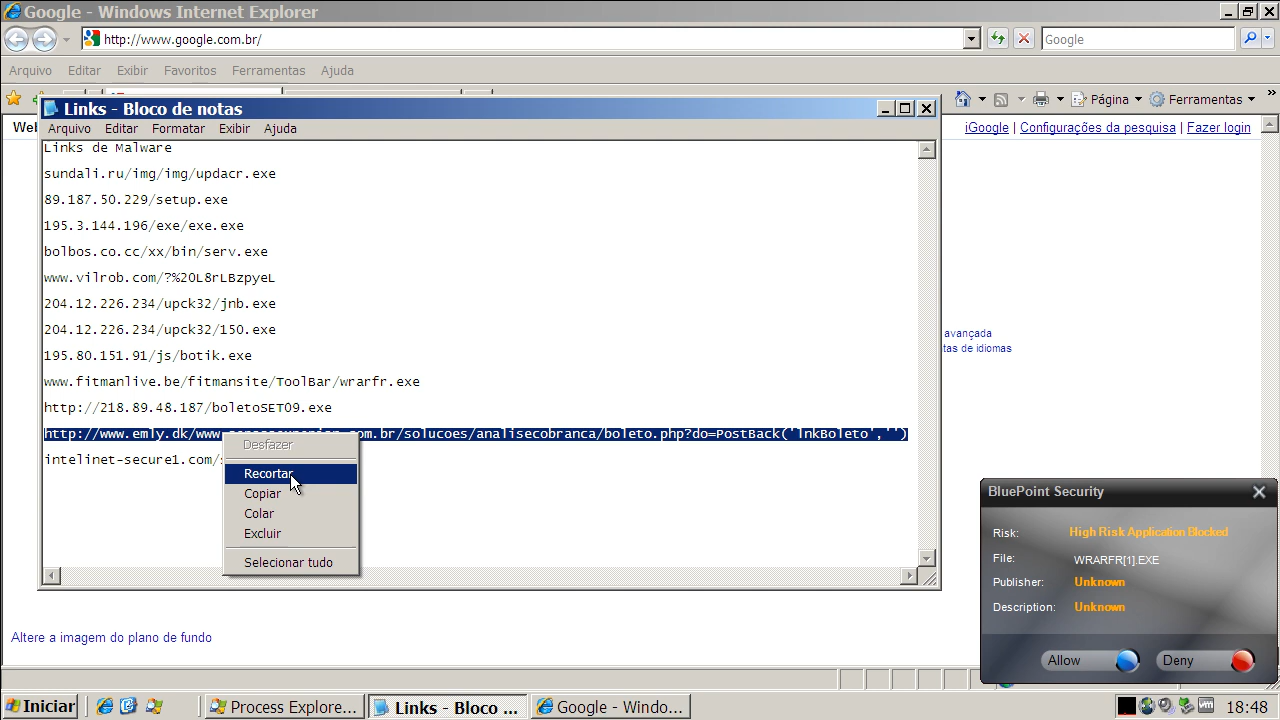 Google - Windows Internet Explorer
http://www.google.com.br/
Google
Arquivo Editar Exibir Favoritos Ferramentas Ajuda
Página Ferramentas »
iGoogle | Configurações da pesquisa | Fazer login
Links - Bloco de notas
Arquivo Editar Formatar Exibir Ajuda
Links de Malware
sundali.ru/img/img/updacr.exe
89.187.50.229/setup.exe
195.3.144.196/exe/exe.exe
bolbos.co.cc/xx/bin/serv.exe
www.vilrob.com/?%20L8rLBzpyeL
204.12.226.234/upck32/jnb.exe
204.12.226.234/upck32/150.exe
195.80.151.91/js/botik.exe
www.fitmanlive.be/fitmansite/ToolBar/wrarfr.exe
http://218.89.48.187/boletoSET09.exe
http://www.emly.dk/www com.br/solucoes/analisecobranca/boleto.php?do=PostBack('lnkBoleto','')
intelinet-secure1.com/
Desfazer
Recortar
Copiar
Colar
Excluir
Selecionar tudo
avançada
tas de idiomas
BluePoint Security
Risk: High Risk Application Blocked
File: WRARFR[1].EXE
Publisher: Unknown
Description: Unknown
Allow Deny
Altere a imagem do plano de fundo
Iniciar
Process Explore...
Links - Bloco ...
Google - Windo...
18:48